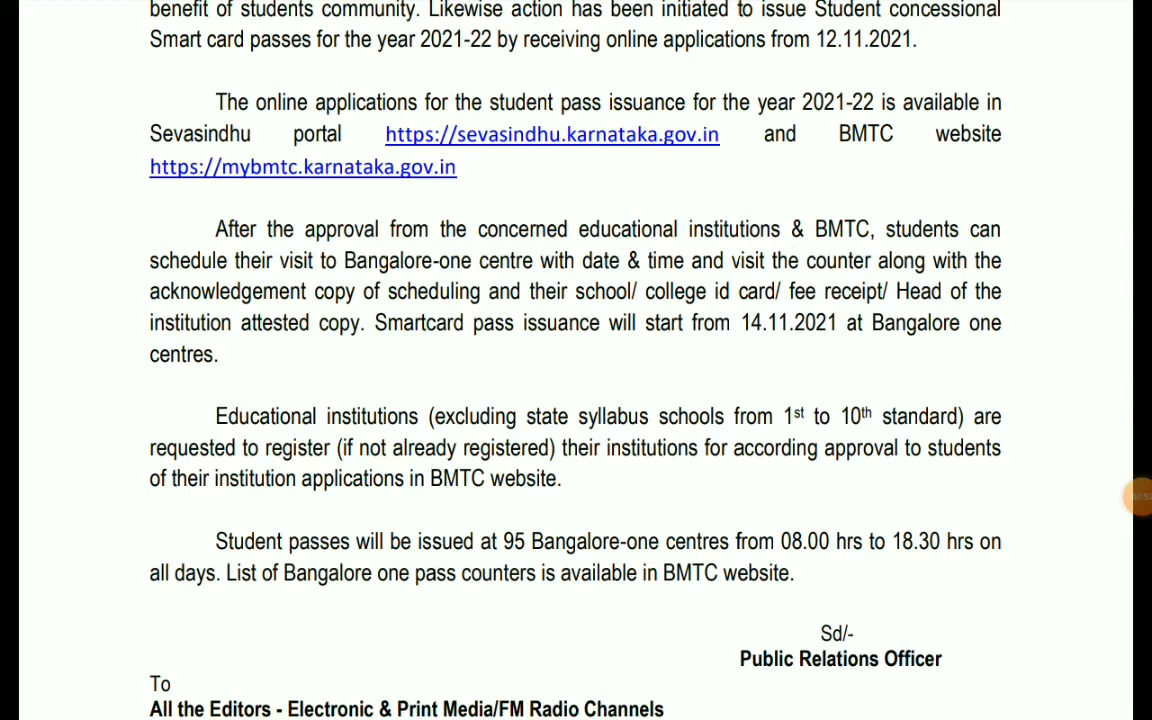 benefit of students community. Likewise action has been initiated to issue Student concessional
Smart card passes for the year 2021-22 by receiving online applications from 12.11.2021.
The online applications for the student pass issuance for the year 2021-22 is available in
Sevasindhu portal https://sevasindhu.karnataka.gov.in and BMTC website
https://mybmtc.karnataka.gov.in
After the approval from the concerned educational institutions & BMTC, students can
schedule their visit to Bangalore-one centre with date & time and visit the counter along with the
acknowledgement copy of scheduling and their school/ college id card/ fee receipt/ Head of the
institution attested copy. Smartcard pass issuance will start from 14.11.2021 at Bangalore one
centres.
Educational institutions (excluding state syllabus schools from 1st to 10th standard) are
requested to register (if not already registered) their institutions for according approval to students
of their institution applications in BMTC website.
Student passes will be issued at 95 Bangalore-one centres from 08.00 hrs to 18.30 hrs on
all days. List of Bangalore one pass counters is available in BMTC website.
Sd/-
Public Relations Officer
To
All the Editors - Electronic & Print Media/FM Radio Channels